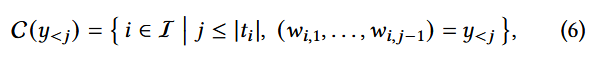 𝒞(y<j) = { i ∈ ℐ | j ≤ |tᵢ|, (wᵢ,₁, . . . , wᵢ,ⱼ₋₁) = y<j }, (6)